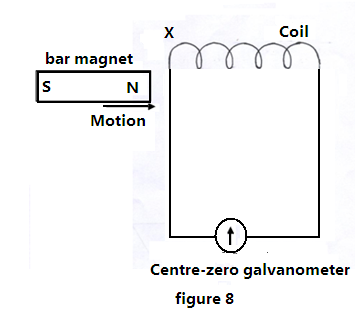 X Coil
bar magnet
S N
Motion
Centre-zero galvanometer
figure 8